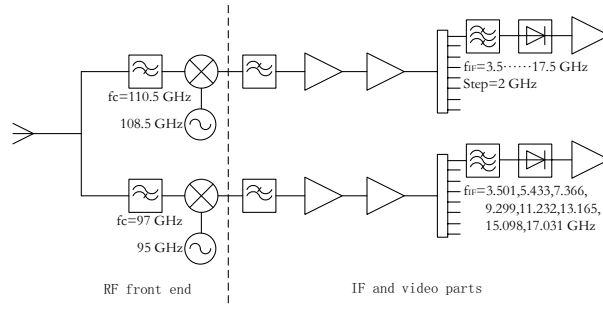 fc=110.5 GHz
108.5 GHz
fIF=3.5······17.5 GHz
Step=2 GHz
fc=97 GHz
95 GHz
fIF=3.501,5.433,7.366,
9.299,11.232,13.165,
15.098,17.031 GHz
RF front end
IF and video parts